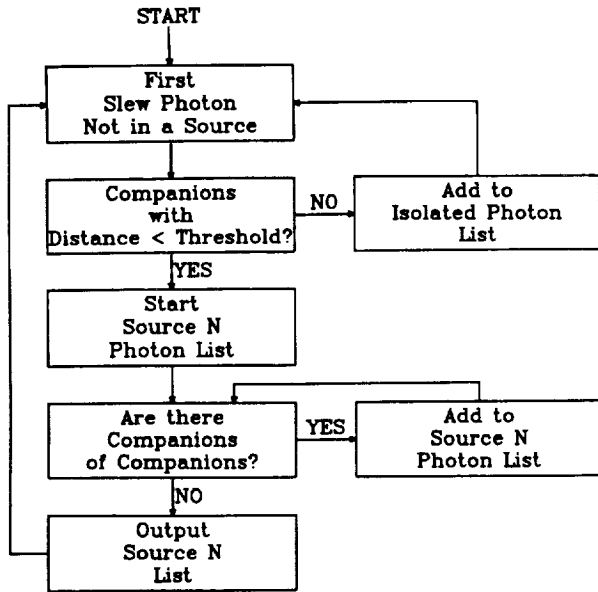 START
First
Slew Photon
Not in a Source
Companions
with
Distance < Threshold?
NO
Add to
Isolated Photon
List
YES
Start
Source N
Photon List
Are there
Companions
of Companions?
YES
Add to
Source N
Photon List
NO
Output
Source N
List